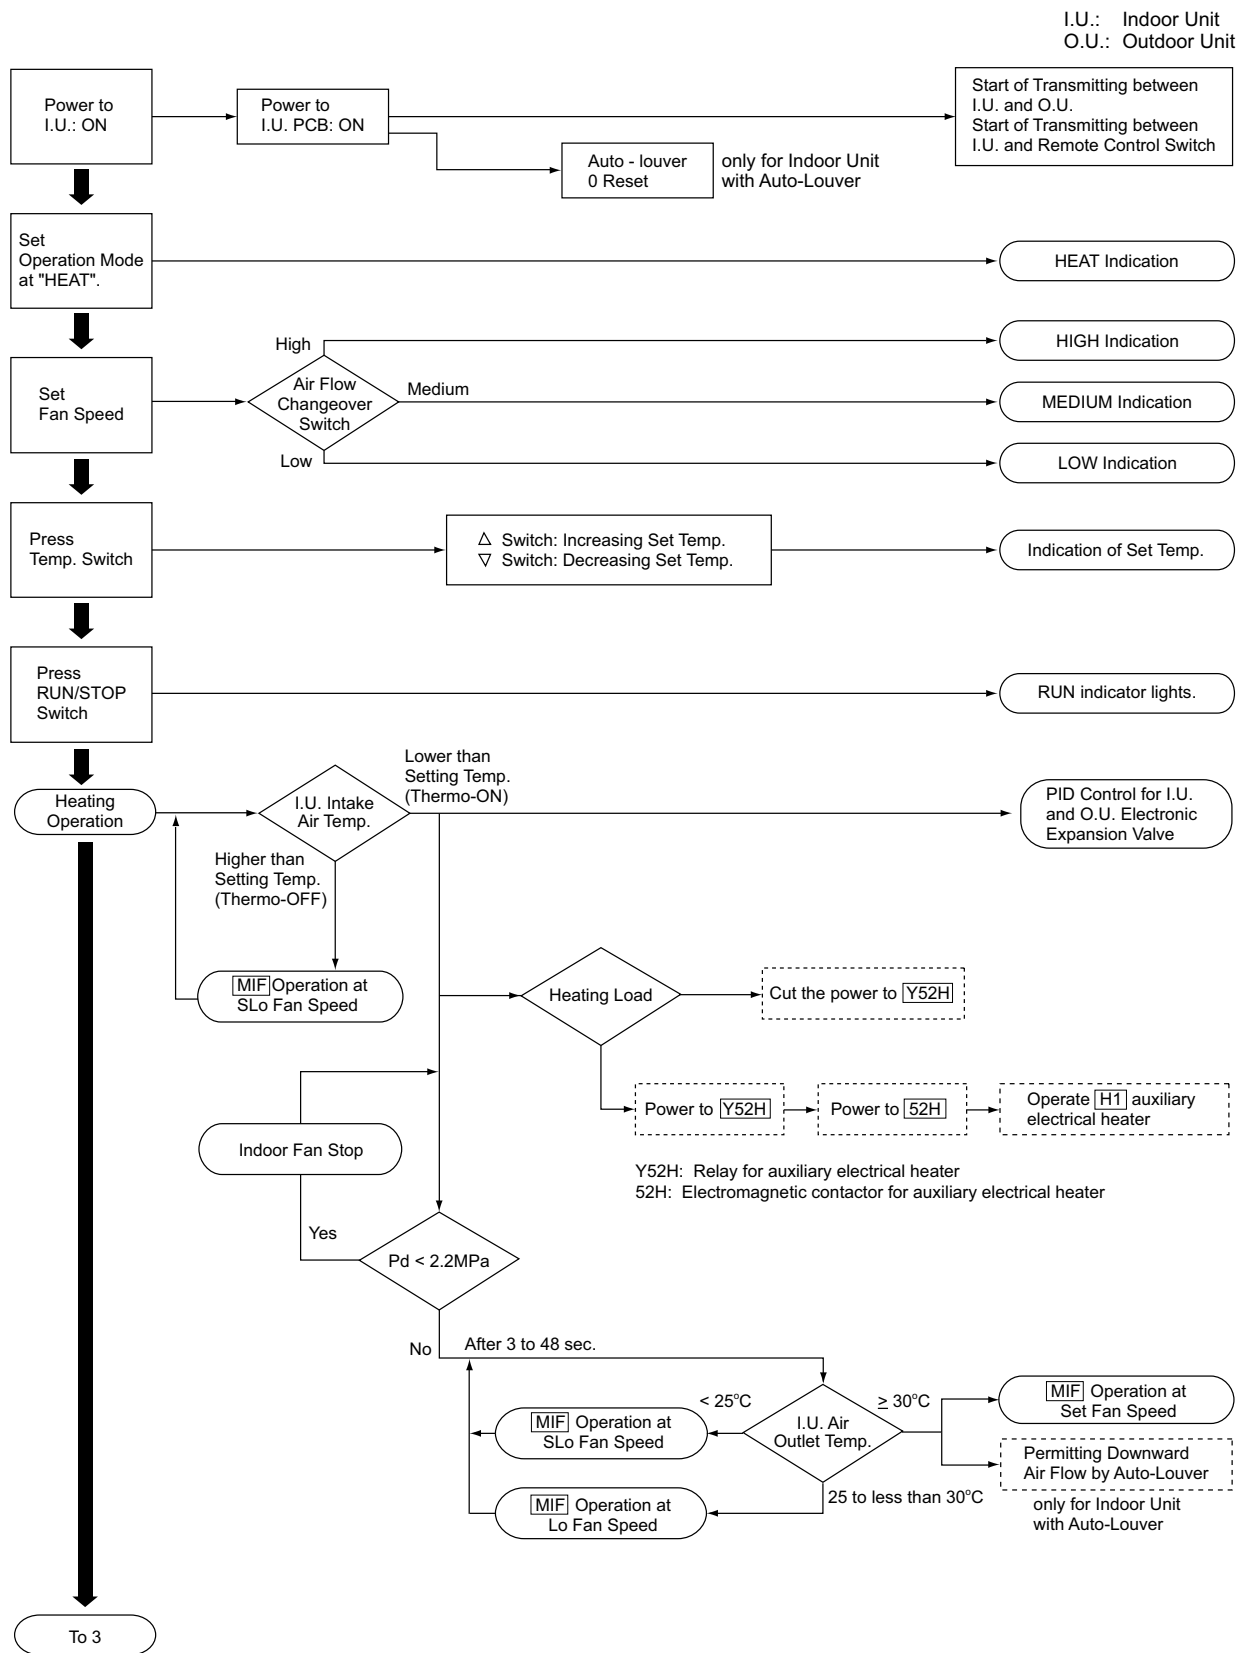 I.U.: Indoor Unit
O.U.: Outdoor Unit
Power to
I.U.: ON
Power to
I.U. PCB: ON
Start of Transmitting between
I.U. and O.U.
Start of Transmitting between
I.U. and Remote Control Switch
Auto - louver
0 Reset
only for Indoor Unit
with Auto-Louver
Set
Operation Mode
at "HEAT".
HEAT Indication
Set
Fan Speed
High
Air Flow
Changeover
Switch
Medium
Low
HIGH Indication
MEDIUM Indication
LOW Indication
Press
Temp. Switch
△ Switch: Increasing Set Temp.
▽ Switch: Decreasing Set Temp.
Indication of Set Temp.
Press
RUN/STOP
Switch
RUN indicator lights.
Heating
Operation
I.U. Intake
Air Temp.
Lower than
Setting Temp.
(Thermo-ON)
PID Control for I.U.
and O.U. Electronic
Expansion Valve
Higher than
Setting Temp.
(Thermo-OFF)
MIF Operation at
SLo Fan Speed
Heating Load
Cut the power to Y52H
Power to Y52H
Power to 52H
Operate H1 auxiliary
electrical heater
Y52H: Relay for auxiliary electrical heater
52H: Electromagnetic contactor for auxiliary electrical heater
Indoor Fan Stop
Yes
Pd < 2.2MPa
No
After 3 to 48 sec.
< 25°C
I.U. Air
Outlet Temp.
≥ 30°C
25 to less than 30°C
MIF Operation at
SLo Fan Speed
MIF Operation at
Lo Fan Speed
MIF Operation at
Set Fan Speed
Permitting Downward
Air Flow by Auto-Louver
only for Indoor Unit
with Auto-Louver
To 3